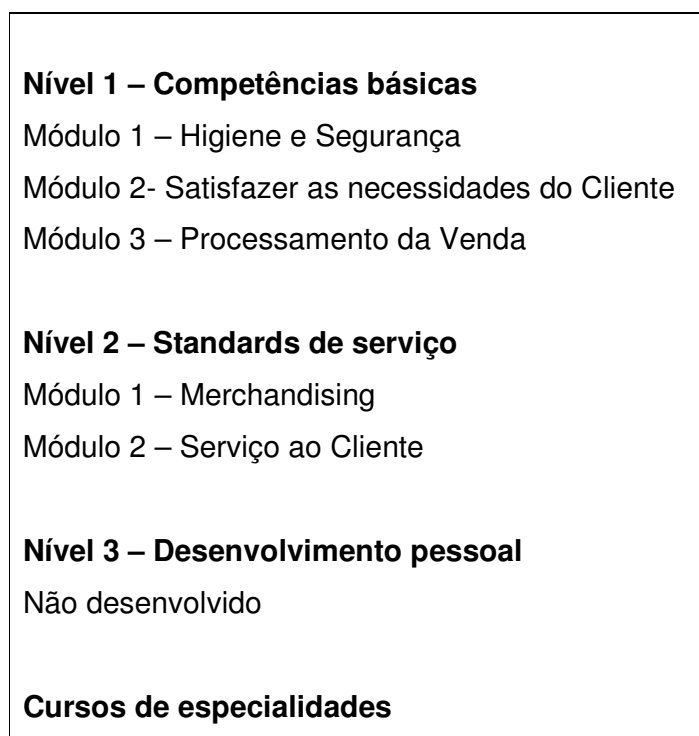 Nível 1 – Competências básicas
Módulo 1 – Higiene e Segurança
Módulo 2- Satisfazer as necessidades do Cliente
Módulo 3 – Processamento da Venda
Nível 2 – Standards de serviço
Módulo 1 – Merchandising
Módulo 2 – Serviço ao Cliente
Nível 3 – Desenvolvimento pessoal
Não desenvolvido
Cursos de especialidades